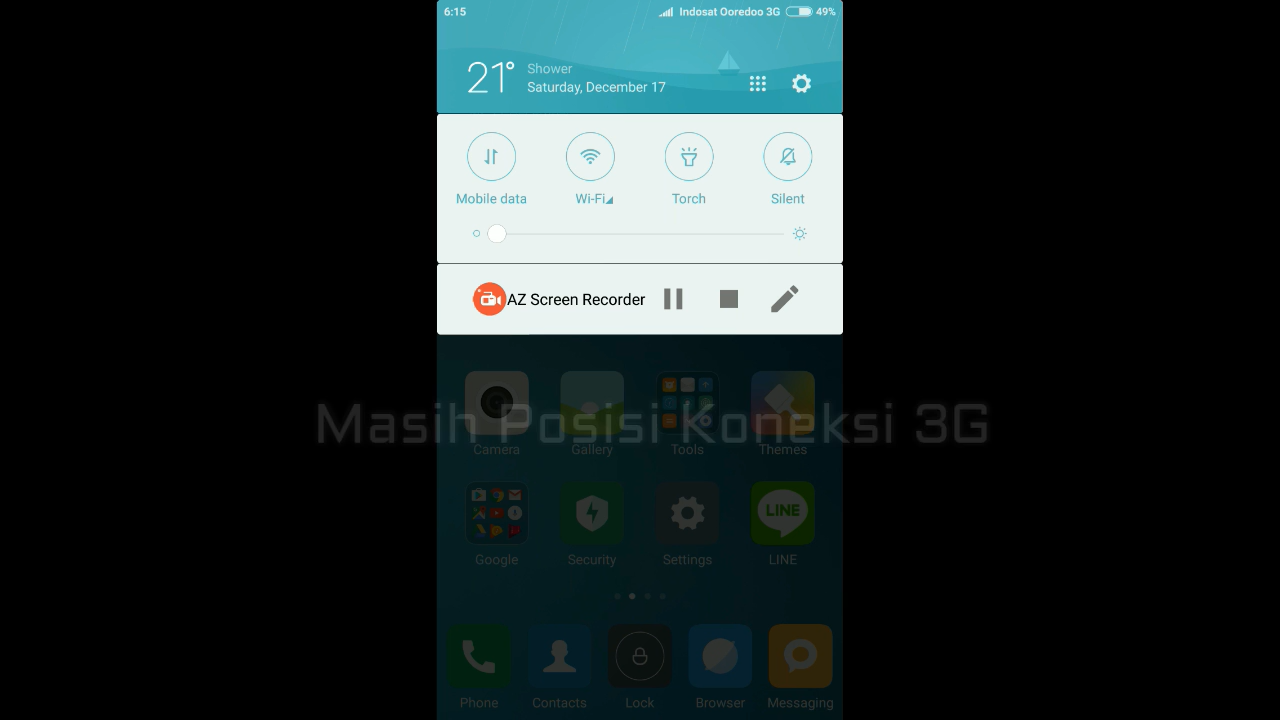 6:15
Indosat Ooredoo 3G
49%
21°
Shower
Saturday, December 17
Mobile data
Wi-Fi
Torch
Silent
AZ Screen Recorder
Masih Posisi Koneksi 3G
Camera
Gallery
Tools
Themes
LINE
Google
Security
Settings
LINE
Phone
Contacts
Lock
Browser
Messaging